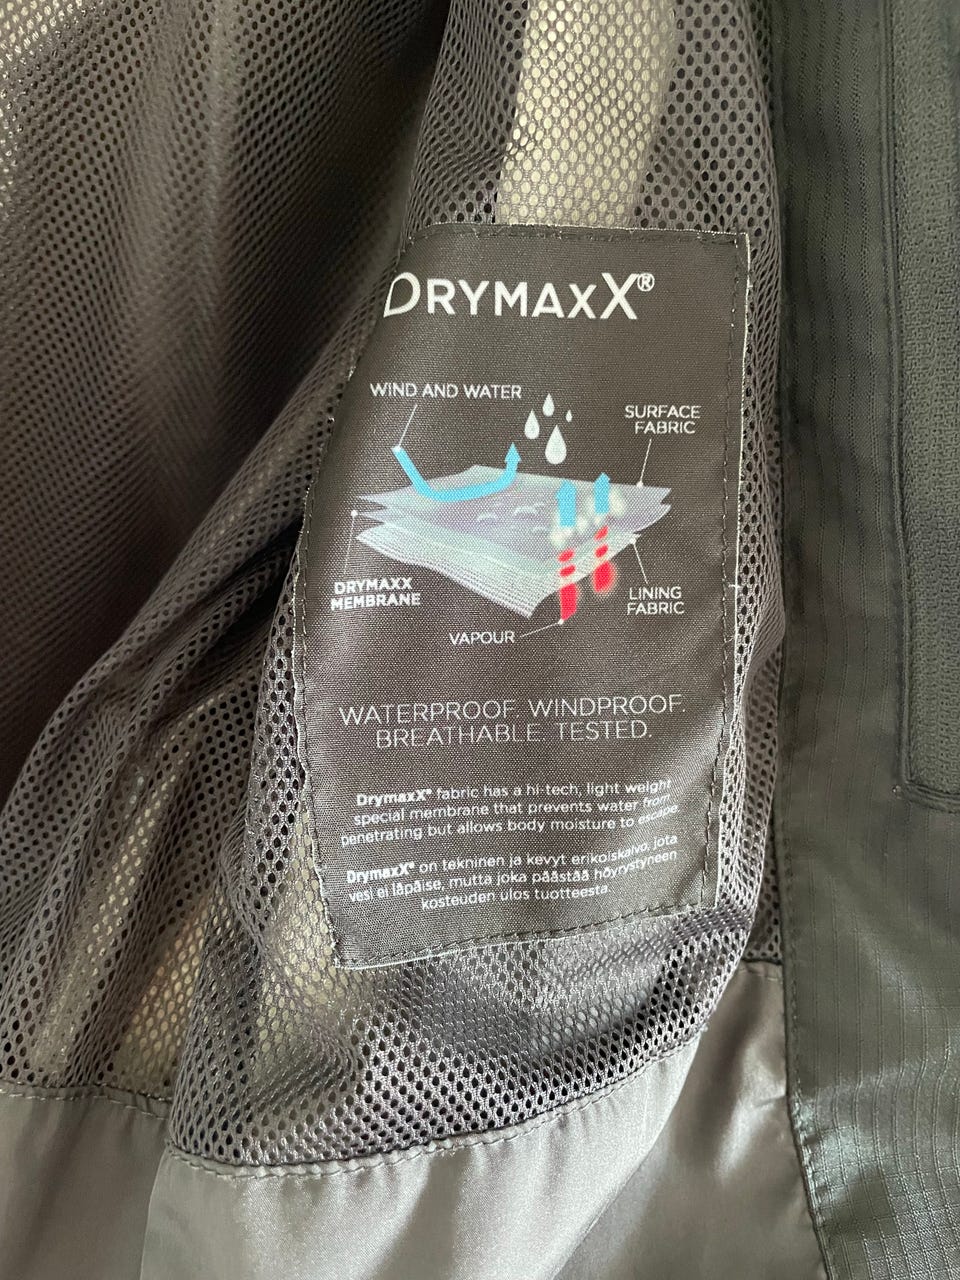 DRYMAXX®
WIND AND WATER
SURFACE
FABRIC
DRYMAXX
MEMBRANE
LINING
FABRIC
VAPOUR
WATERPROOF. WINDPROOF.
BREATHABLE. TESTED.
DrymaxX® fabric has a hi-tech, light weight
special membrane that prevents water from
penetrating but allows body moisture to escape.
DrymaxX® on tekninen ja kevyt erikoiskalvo, jota
vesi ei läpäise, mutta joka päästää höyrystyneen
kosteuden ulos tuotteesta.